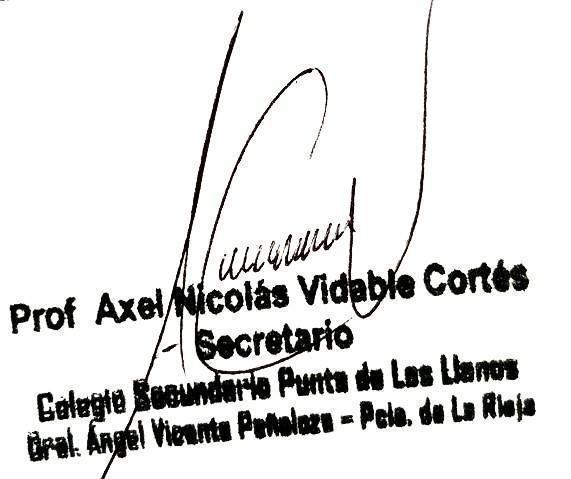 Prof Axel Nicolás Vidable Cortés
Secretario
Colegio Secundario Punta de Los Llanos
Gral. Ángel Vicente Peñaloza - Pcia. de La Rioja